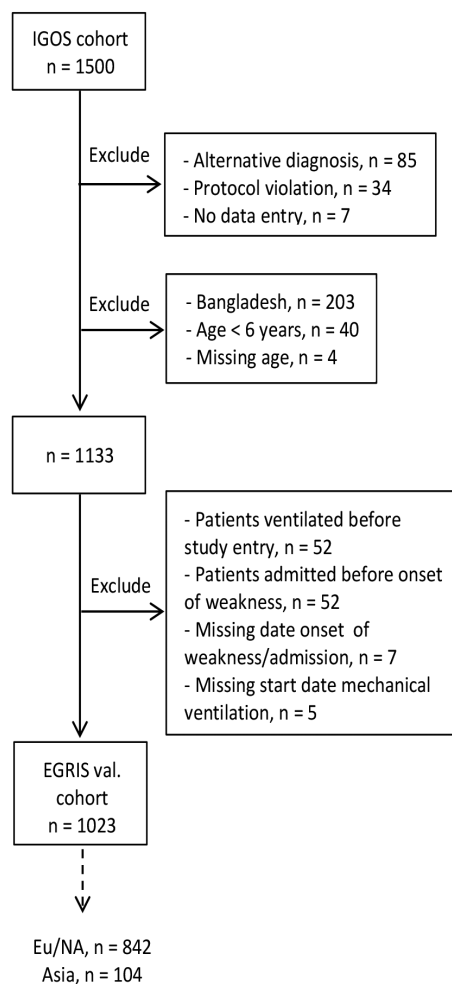 IGOS cohort
n = 1500
Exclude
- Alternative diagnosis, n = 85
- Protocol violation, n = 34
- No data entry, n = 7
Exclude
- Bangladesh, n = 203
- Age < 6 years, n = 40
- Missing age, n = 4
n = 1133
Exclude
- Patients ventilated before
study entry, n = 52
- Patients admitted before onset
of weakness, n = 52
- Missing date onset of
weakness/admission, n = 7
- Missing start date mechanical
ventilation, n = 5
EGRIS val.
cohort
n = 1023
Eu/NA, n = 842
Asia, n = 104